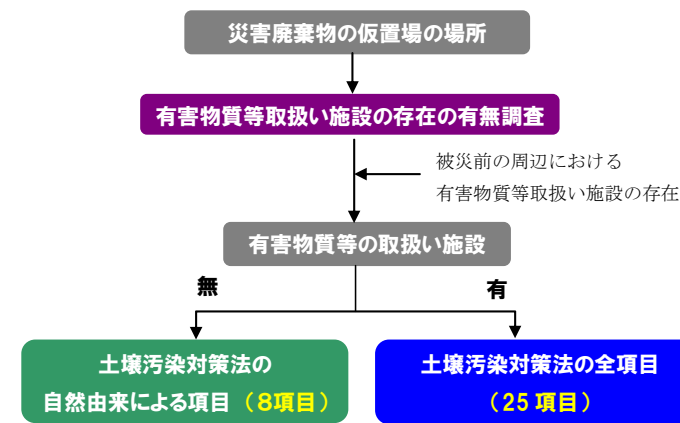 災害廃棄物の仮置場の場所
有害物質等取扱い施設の存在の有無調査
被災前の周辺における
有害物質等取扱い施設の存在
有害物質等の取扱い施設
無
有
土壌汚染対策法の
自然由来による項目（８項目）
土壌汚染対策法の全項目
（25 項目）